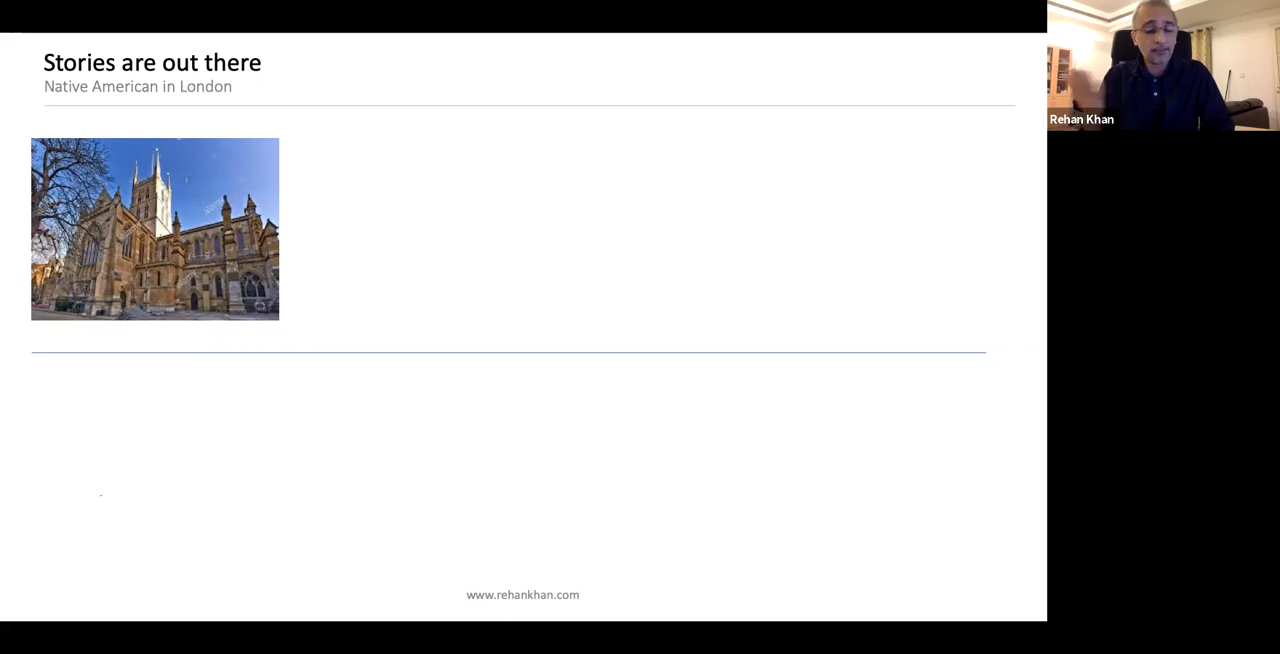 Stories are out there
Native American in London
Rehan Khan
www.rehankhan.com